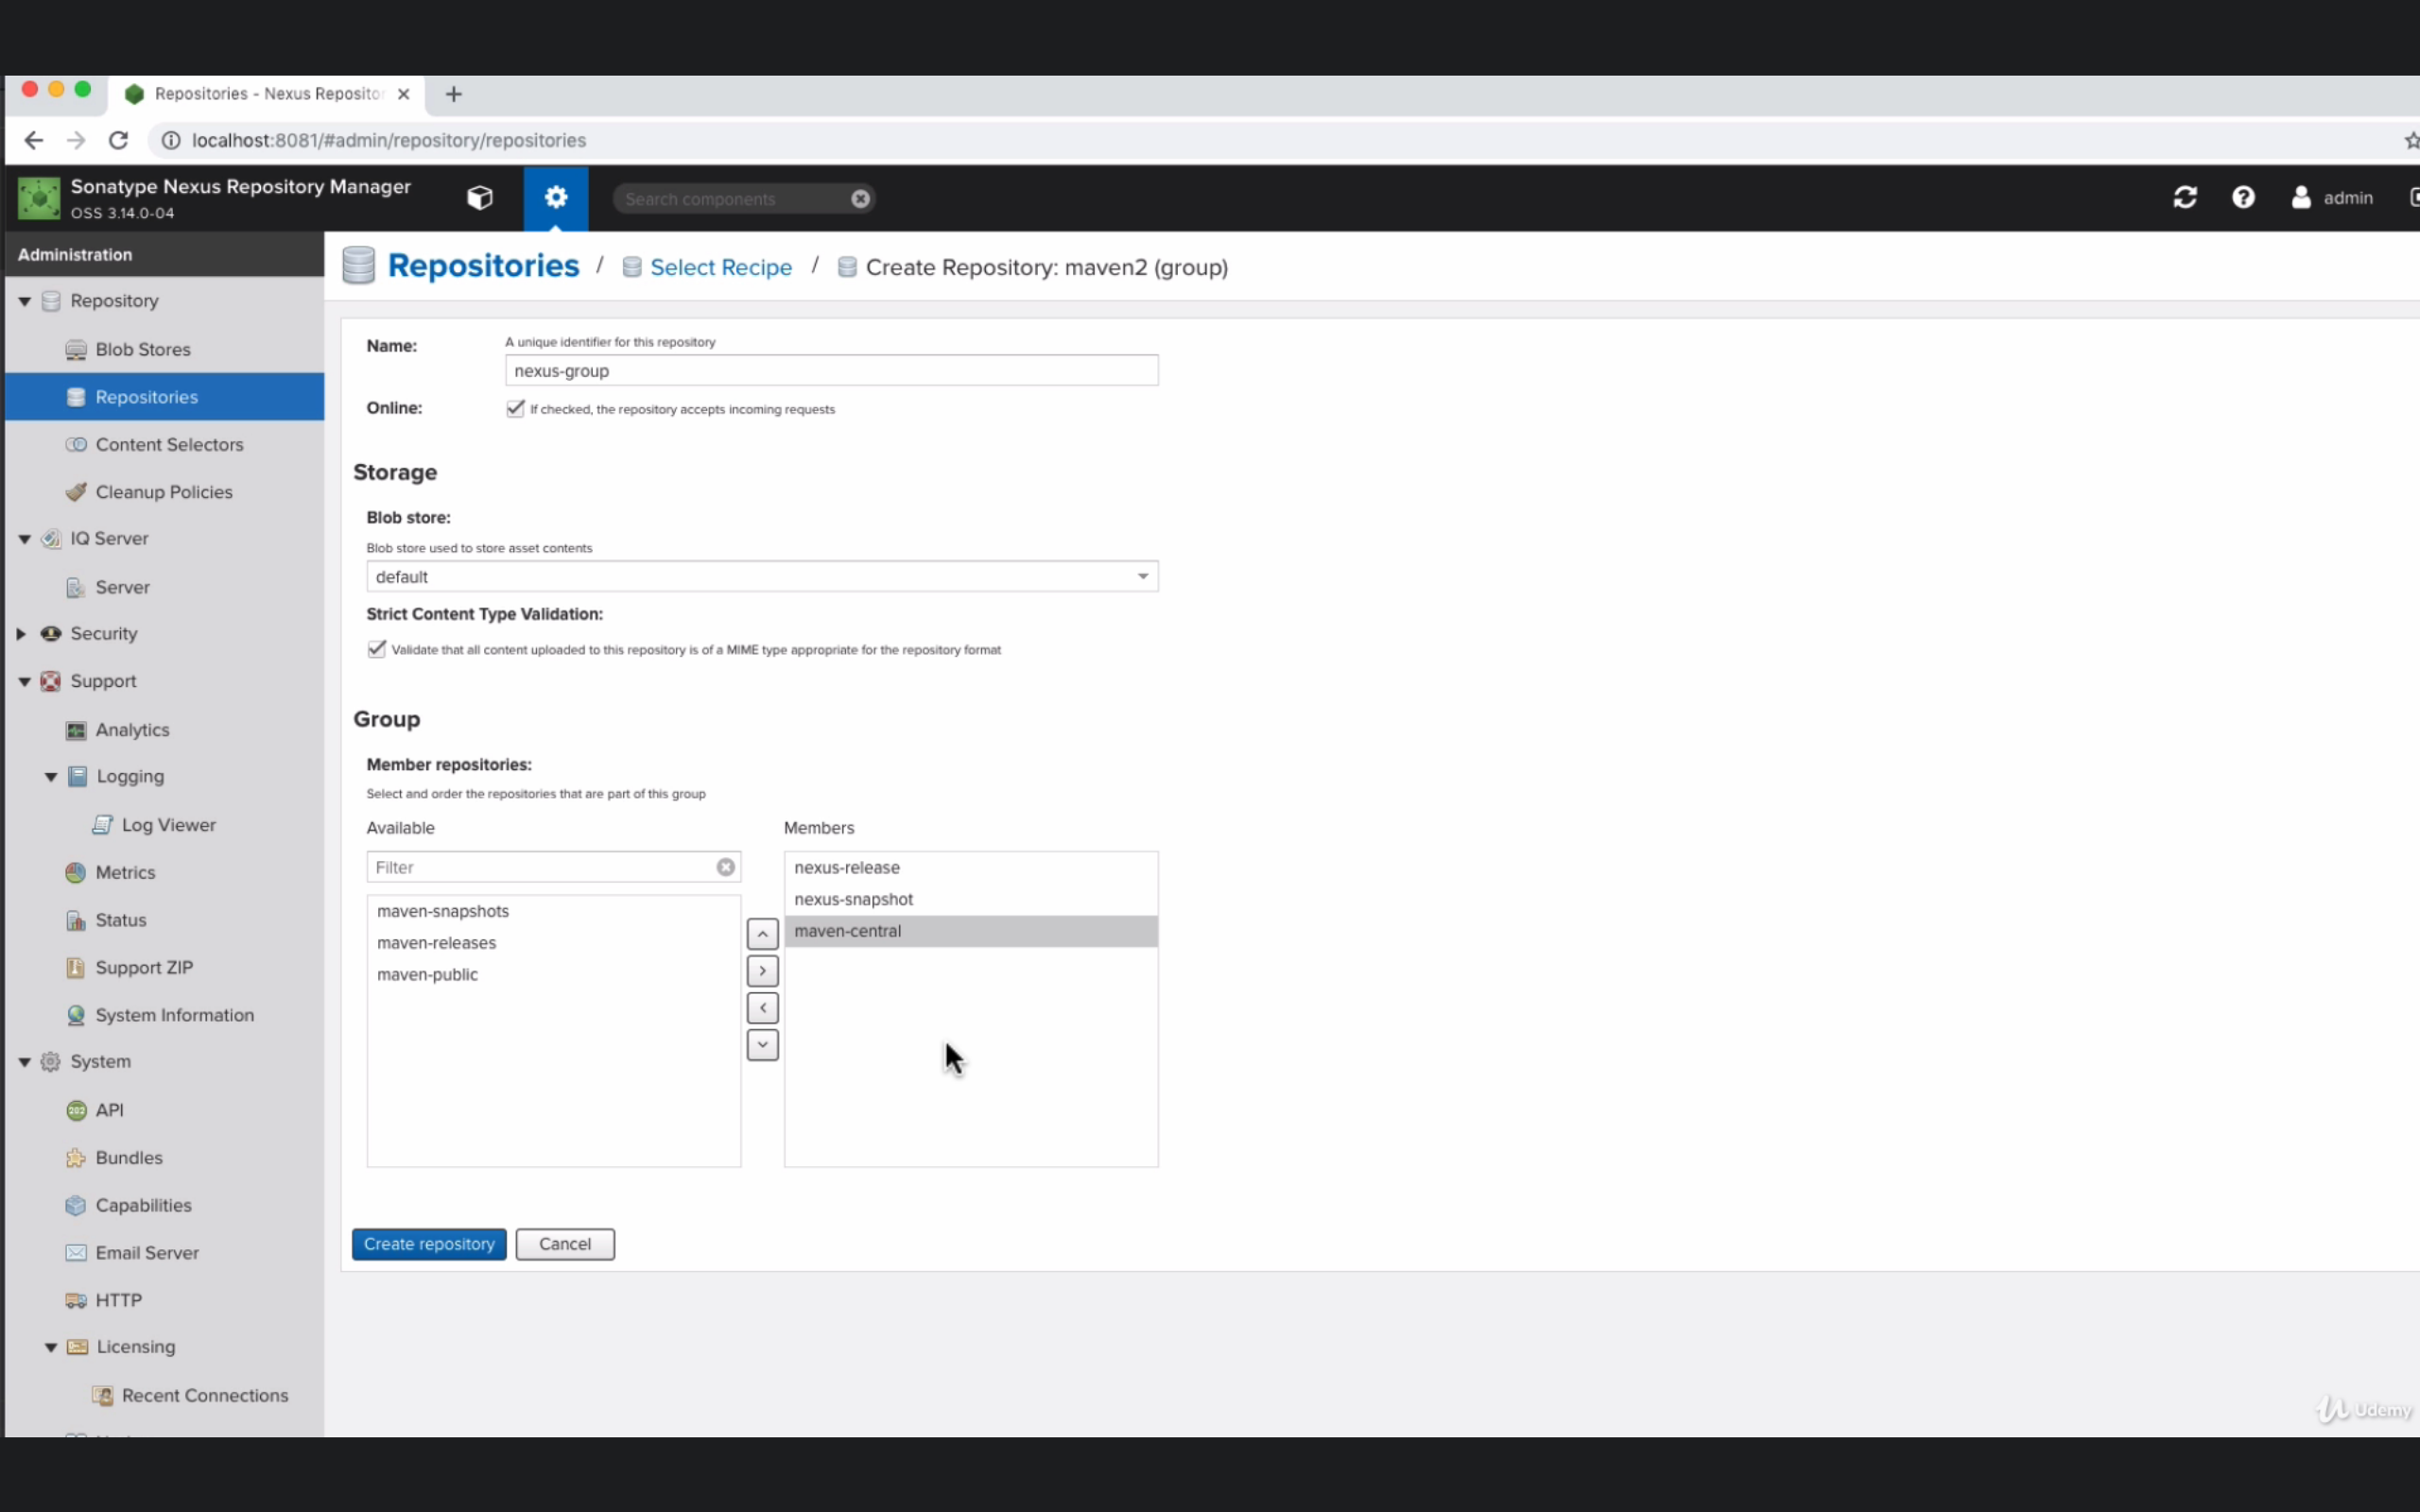 Repositories - Nexus Repositor
localhost:8081/#admin/repository/repositories
Sonatype Nexus Repository Manager
OSS 3.14.0-04
Search components
admin
Administration
Repository
Blob Stores
Repositories
Content Selectors
Cleanup Policies
IQ Server
Server
Security
Support
Analytics
Logging
Log Viewer
Metrics
Status
Support ZIP
System Information
System
API
Bundles
Capabilities
Email Server
HTTP
Licensing
Recent Connections
Repositories / Select Recipe / Create Repository: maven2 (group)
Name:
A unique identifier for this repository
nexus-group
Online:
If checked, the repository accepts incoming requests
Storage
Blob store:
Blob store used to store asset contents
default
Strict Content Type Validation:
Validate that all content uploaded to this repository is of a MIME type appropriate for the repository format
Group
Member repositories:
Select and order the repositories that are part of this group
Available
Filter
maven-snapshots
maven-releases
maven-public
Members
nexus-release
nexus-snapshot
maven-central
Create repository
Cancel
Udemy